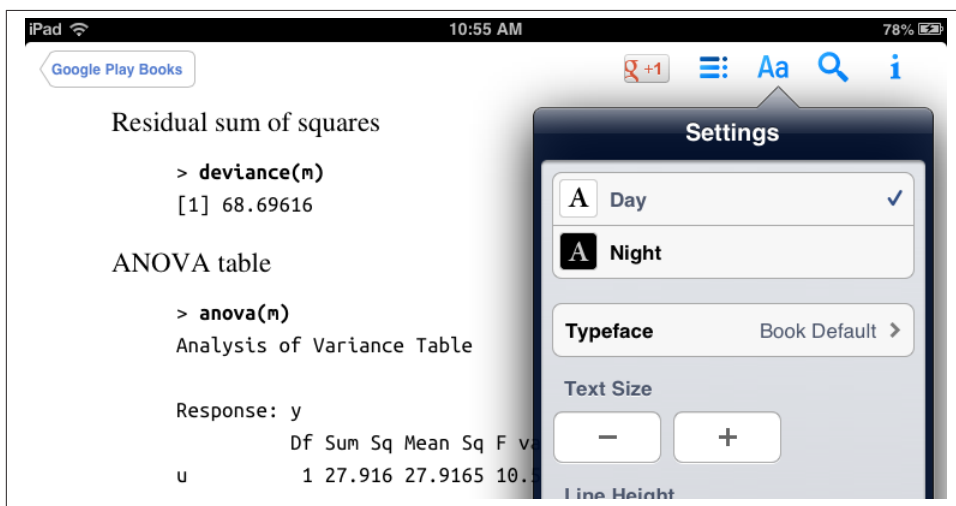 iPad 10:55 AM 78%
Google Play Books
g +1 Aa i
Residual sum of squares
> deviance(m)
[1] 68.69616
ANOVA table
> anova(m)
Analysis of Variance Table
Response: y
Df Sum Sq Mean Sq F
u 1 27.916 27.9165
Settings
A Day
A Night
Typeface Book Default
Text Size
− +
Line Height